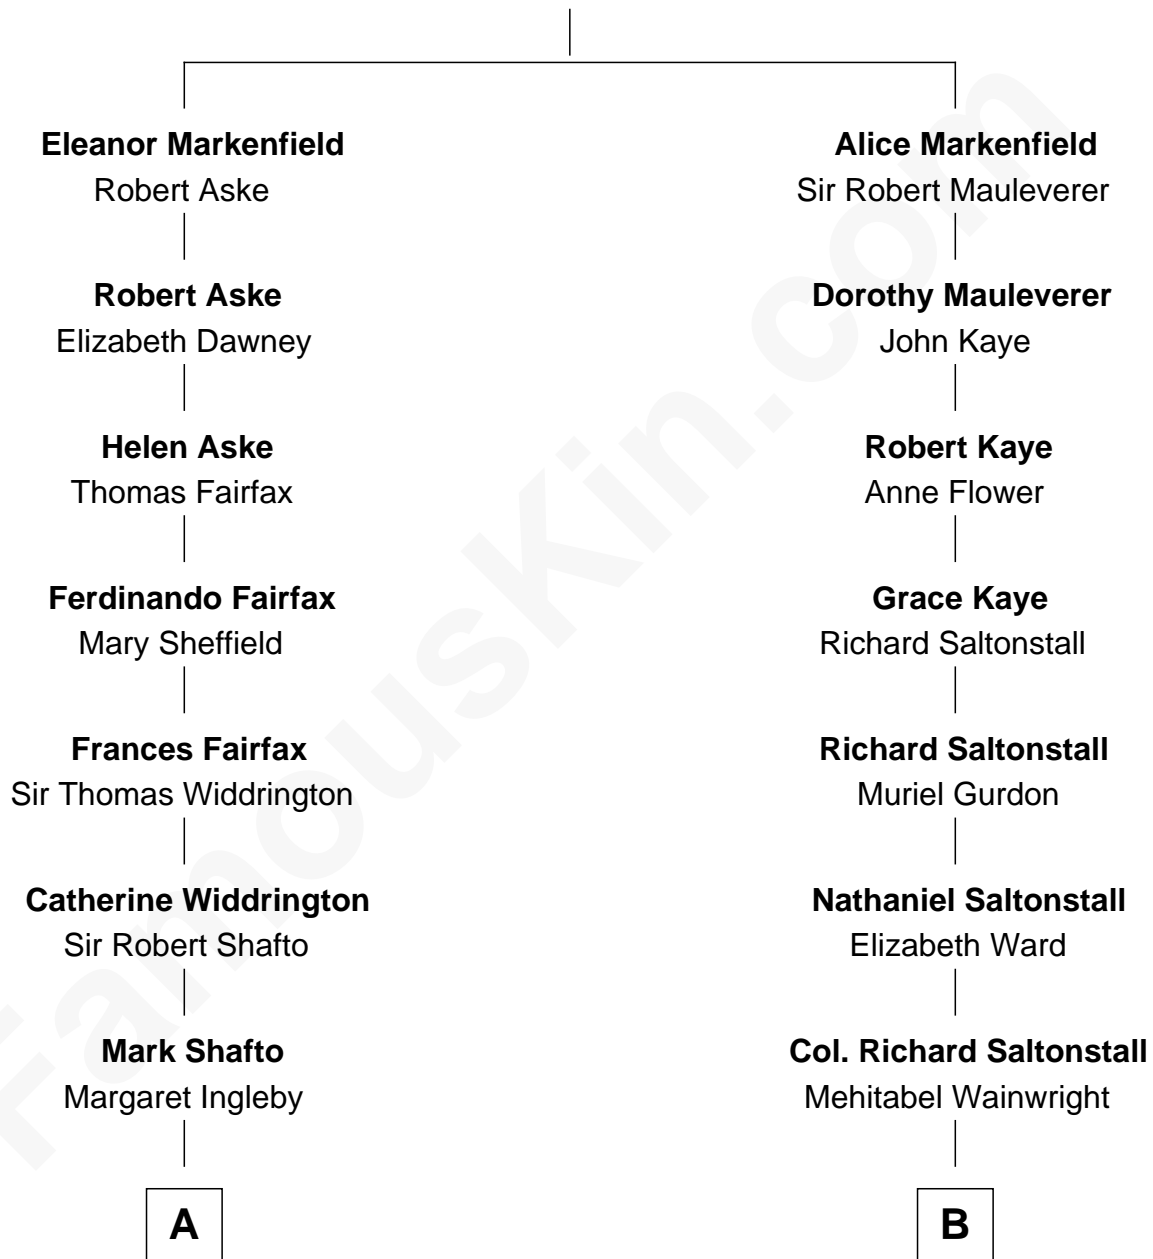 Eleanor Markenfield
Robert Aske
Alice Markenfield
Sir Robert Mauleverer
Robert Aske
Elizabeth Dawney
Dorothy Mauleverer
John Kaye
Helen Aske
Thomas Fairfax
Robert Kaye
Anne Flower
Ferdinando Fairfax
Mary Sheffield
Grace Kaye
Richard Saltonstall
Frances Fairfax
Sir Thomas Widdrington
Richard Saltonstall
Muriel Gurdon
Catherine Widdrington
Sir Robert Shafto
Nathaniel Saltonstall
Elizabeth Ward
Mark Shafto
Margaret Ingleby
Col. Richard Saltonstall
Mehitabel Wainwright
A
B
FamousKin.com